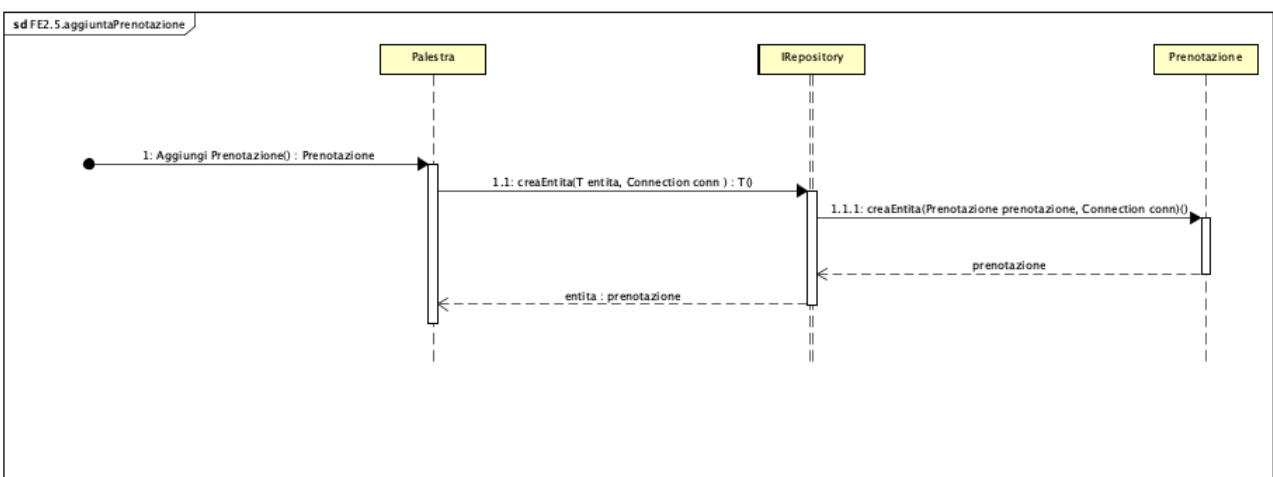 sd FE2.5.aggiuntaPrenotazione
Palestra
IRepository
Prenotazione
1: Aggiungi Prenotazione() : Prenotazione
1.1: creaEntita(T entita, Connection conn ) : T()
1.1.1: creaEntita(Prenotazione prenotazione, Connection conn)()
prenotazione
entita : prenotazione